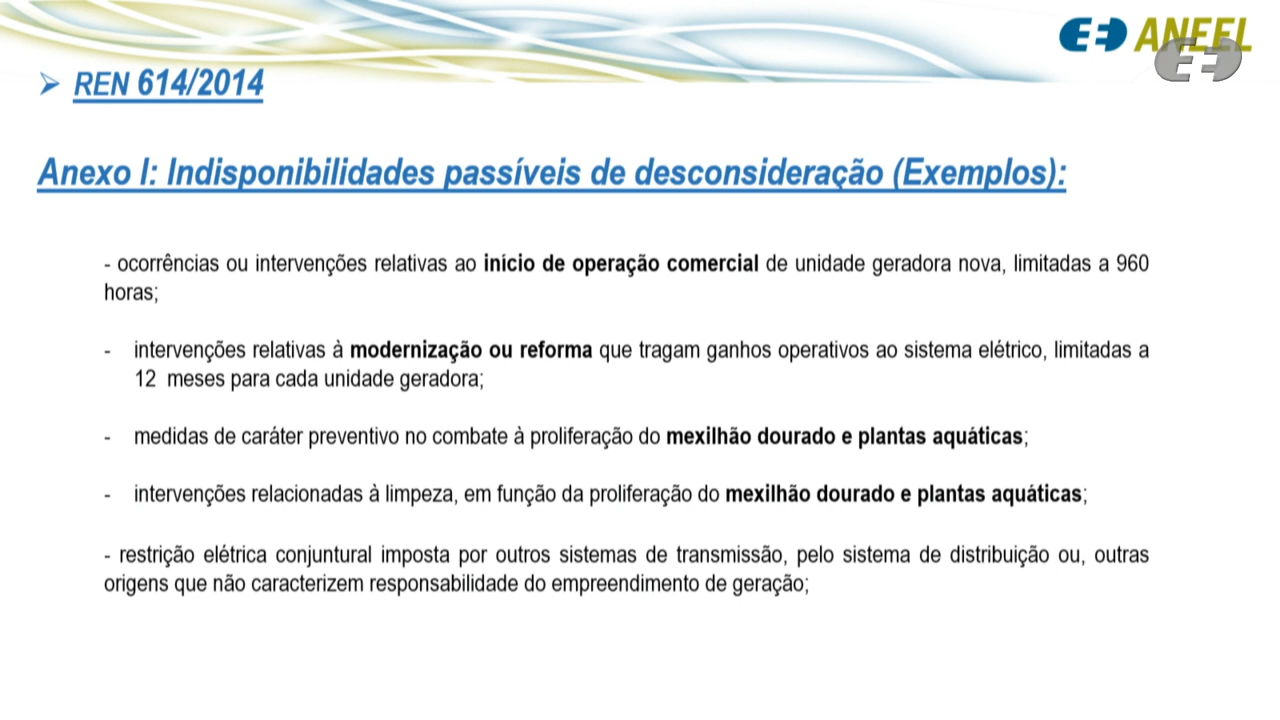 ANEEL
➢ REN 614/2014
Anexo I: Indisponibilidades passíveis de desconsideração (Exemplos):
- ocorrências ou intervenções relativas ao início de operação comercial de unidade geradora nova, limitadas a 960
horas;
- intervenções relativas à modernização ou reforma que tragam ganhos operativos ao sistema elétrico, limitadas a
12 meses para cada unidade geradora;
- medidas de caráter preventivo no combate à proliferação do mexilhão dourado e plantas aquáticas;
- intervenções relacionadas à limpeza, em função da proliferação do mexilhão dourado e plantas aquáticas;
- restrição elétrica conjuntural imposta por outros sistemas de transmissão, pelo sistema de distribuição ou, outras
origens que não caracterizem responsabilidade do empreendimento de geração;